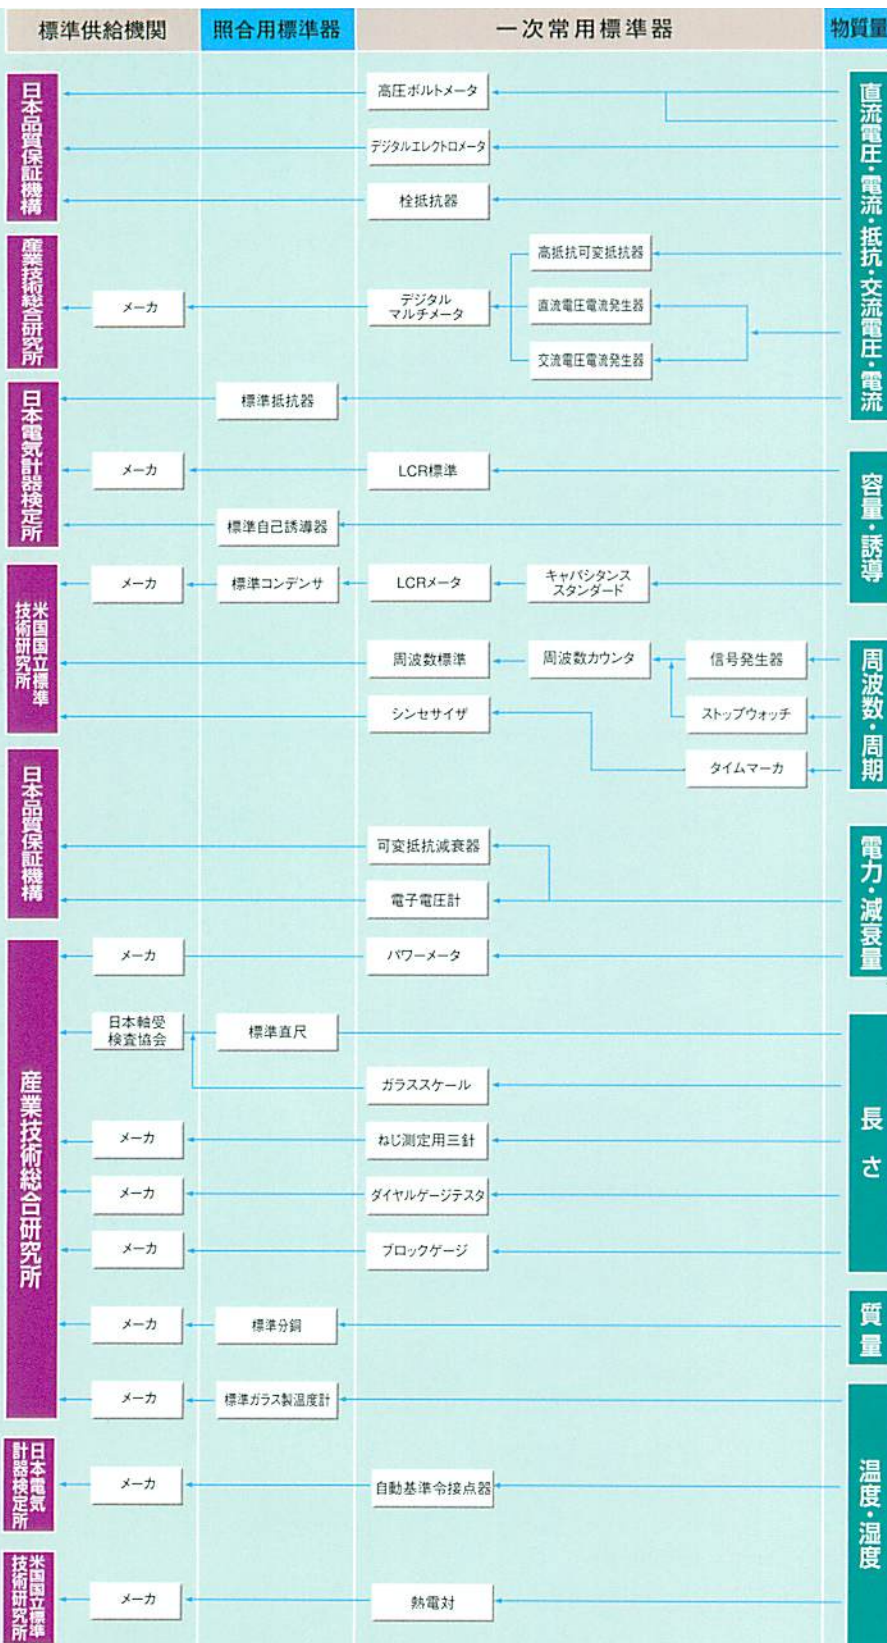 標準供給機関
照合用標準器
一次常用標準器
物質量
日本品質保証機構
高圧ボルトメータ
デジタルエレクトロメータ
栓抵抗器
直流電圧・電流・抵抗・交流電圧・電流
産業技術総合研究所
メーカ
デジタル
マルチメータ
高抵抗可変抵抗器
直流電圧電流発生器
交流電圧電流発生器
日本電気計器検定所
標準抵抗器
メーカ
LCR標準
標準自己誘導器
容量・誘導
米国国立標準
技術研究所
メーカ
標準コンデンサ
LCRメータ
キャパシタンス
スタンダード
周波数標準
周波数カウンタ
信号発生器
シンセサイザ
ストップウォッチ
タイムマーカ
周波数・周期
日本品質保証機構
可変抵抗減衰器
電子電圧計
電力・減衰量
産業技術総合研究所
メーカ
パワーメータ
日本軸受
検査協会
標準直尺
ガラススケール
メーカ
ねじ測定用三針
メーカ
ダイヤルゲージテスタ
メーカ
ブロックゲージ
長さ
メーカ
標準分銅
質量
メーカ
標準ガラス製温度計
日本電気
計器検定所
メーカ
自動基準令接点器
温度・湿度
米国国立標準
技術研究所
メーカ
熱電対